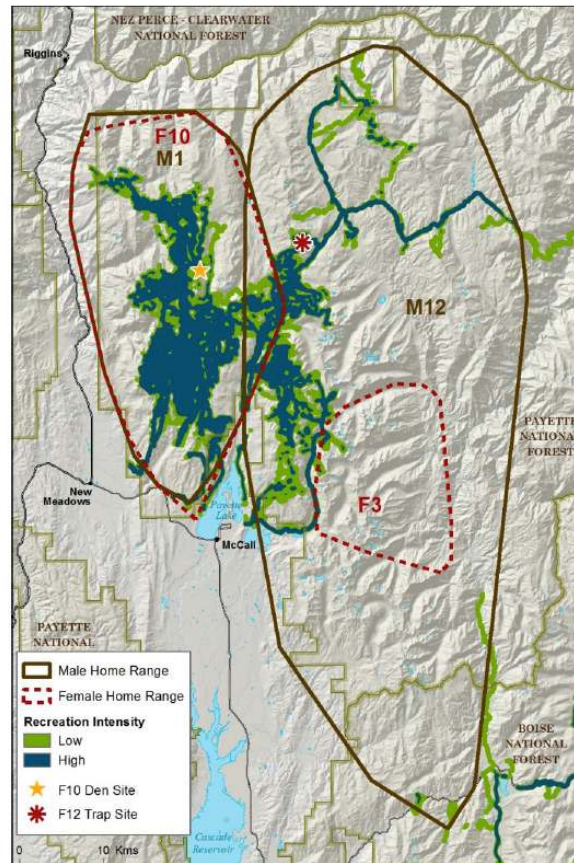 NEZ PERCE - CLEARWATER
NATIONAL FOREST
Riggins
F10
M1
M12
PAYETTE
NATIONAL
FOREST
F3
New
Meadows
Payette
Lake
McCall
PAYETTE
NATIONAL
BOISE
NATIONAL
FOREST
Male Home Range
Female Home Range
Recreation Intensity
Low
High
F10 Den Site
F12 Trap Site
0 10 Kms
Cascade
Reservoir